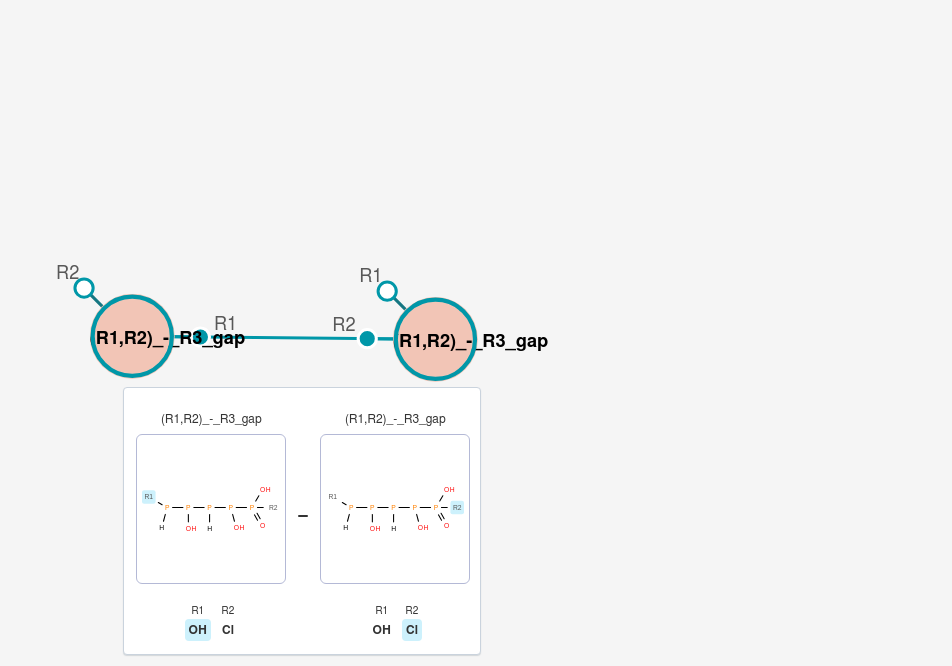 R2
R1
R1,R2)_-_R3_gap
R1
R2
R1,R2)_-_R3_gap
(R1,R2)_-_R3_gap
(R1,R2)_-_R3_gap
R1
P
P
P
P
P
OH
R2
H
OH
H
OH
O
–
R1
P
P
P
P
P
OH
R2
H
OH
H
OH
O
R1 R2
OH Cl
R1 R2
OH Cl